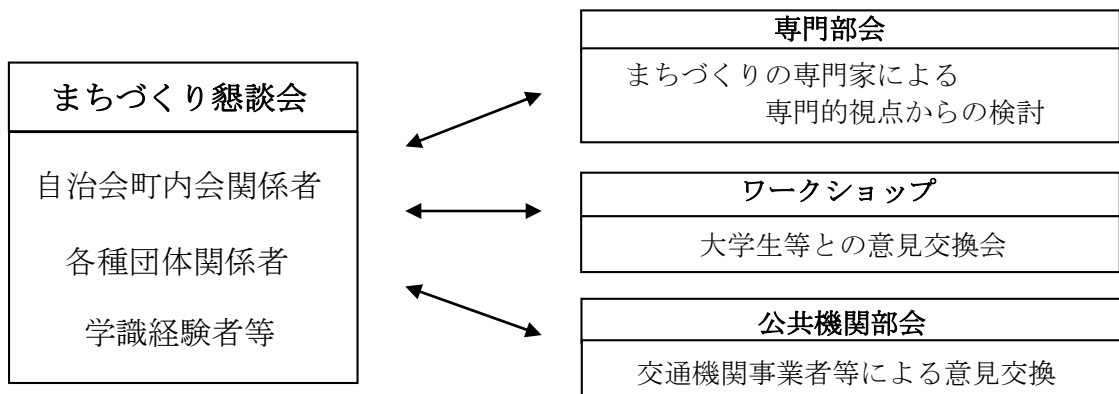 まちづくり懇談会
自治会町内会関係者
各種団体関係者
学識経験者等
専門部会
まちづくりの専門家による
専門的視点からの検討
ワークショップ
大学生等との意見交換会
公共機関部会
交通機関事業者等による意見交換